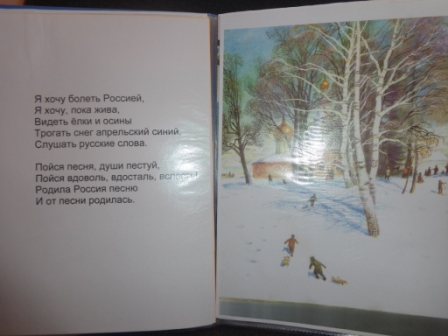 Я хочу болеть Россией,
Я хочу, пока жива,
Видеть ёлки и осины
Трогать снег апрельский синий,
Слушать русские слова.
Пойся песня, души пестуй,
Пойся вдоволь, вдосталь,
Родила Россия песню
И от песни родилась.